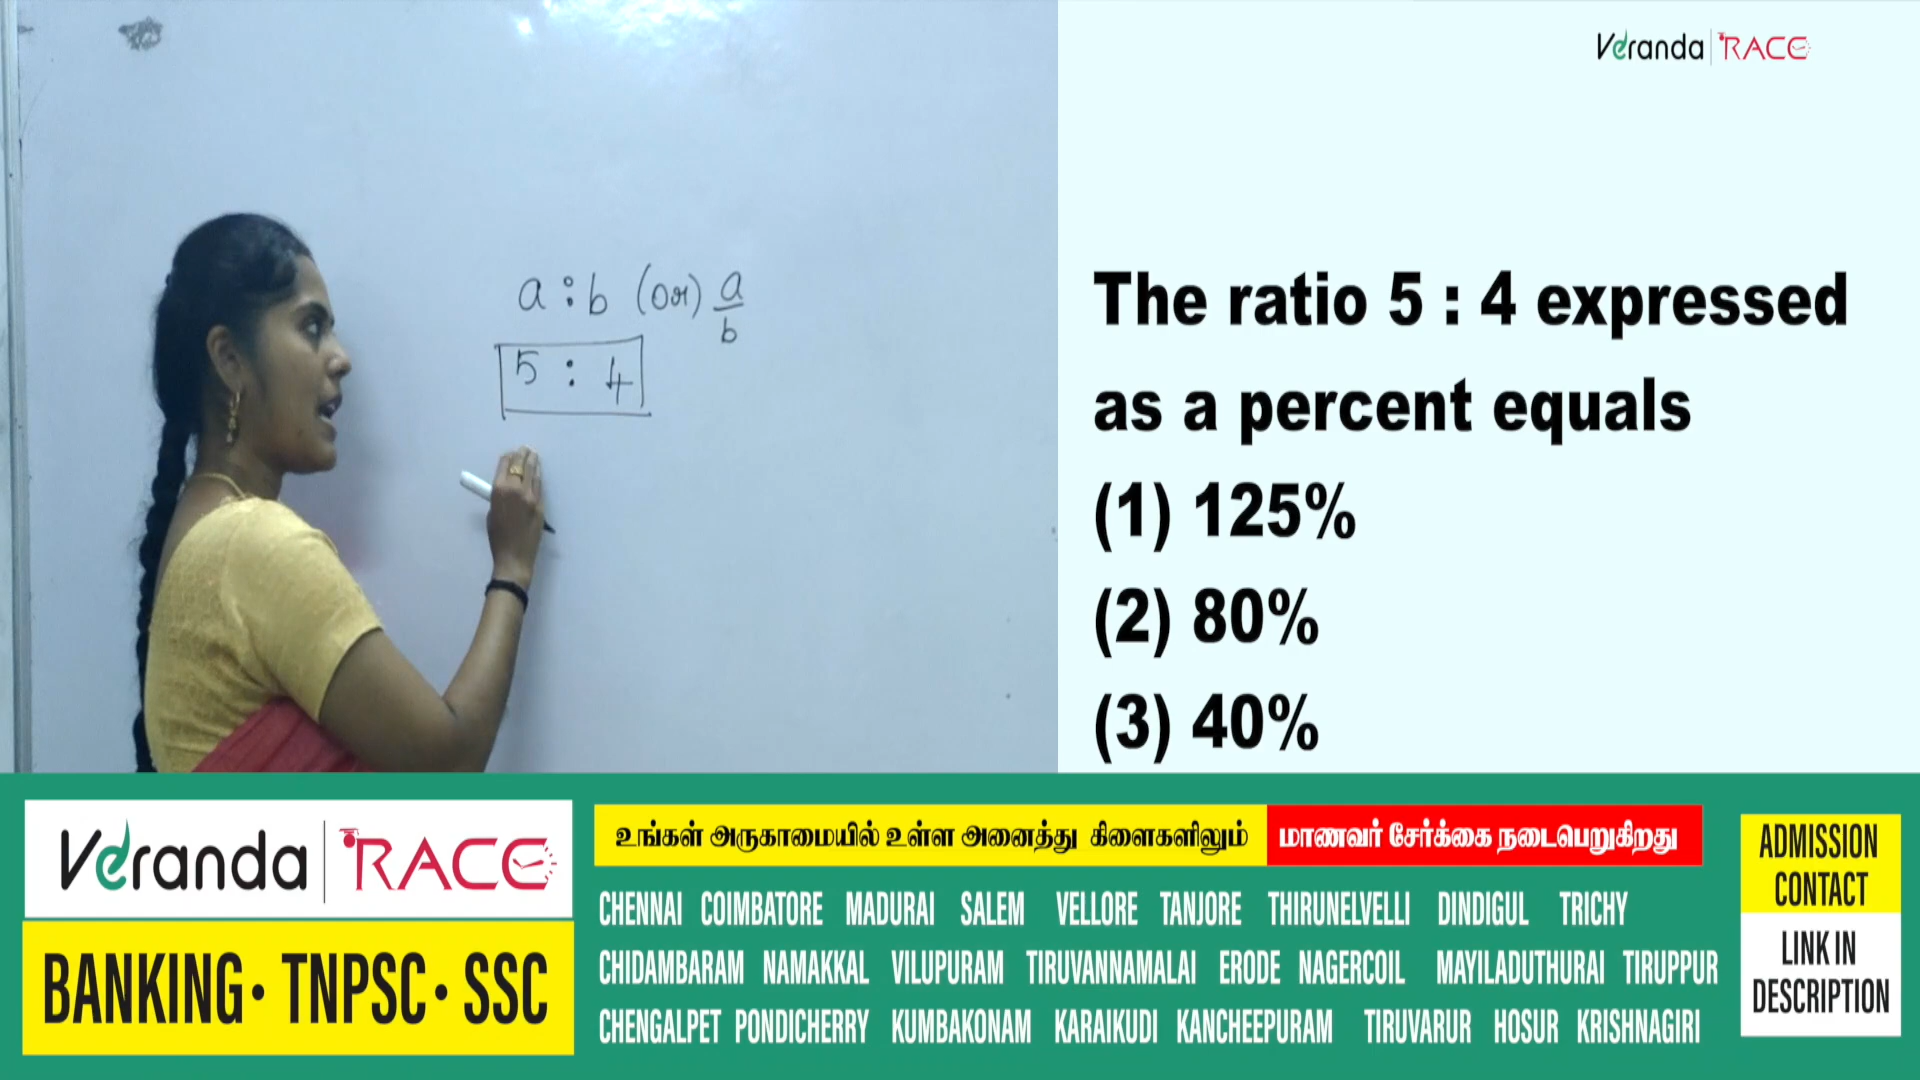 a : b (or) a/b
5 : 4
Veranda RACE
The ratio 5 : 4 expressed
as a percent equals
(1) 125%
(2) 80%
(3) 40%
Veranda RACE
BANKING • TNPSC • SSC
உங்கள் அருகாமையில் உள்ள அனைத்து கிளைகளிலும் மாணவர் சேர்க்கை நடைபெறுகிறது
CHENNAI COIMBATORE MADURAI SALEM VELLORE TANJORE THIRUNELVELLI DINDIGUL TRICHY
CHIDAMBARAM NAMAKKAL VILUPURAM TIRUVANNAMALAI ERODE NAGERCOIL MAYILADUTHURAI TIRUPPUR
CHENGALPET PONDICHERRY KUMBAKONAM KARAIKUDI KANCHEEPURAM TIRUVARUR HOSUR KRISHNAGIRI
ADMISSION
CONTACT
LINK IN
DESCRIPTION